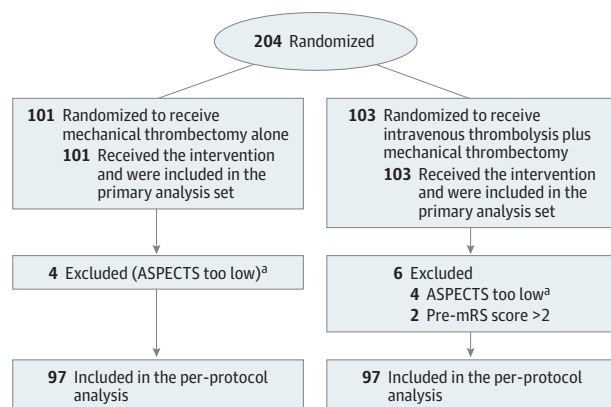 204 Randomized
101 Randomized to receive
mechanical thrombectomy alone
101 Received the intervention
and were included in the
primary analysis set
103 Randomized to receive
intravenous thrombolysis plus
mechanical thrombectomy
103 Received the intervention
and were included in the
primary analysis set
4 Excluded (ASPECTS too low)a
6 Excluded
4 ASPECTS too lowa
2 Pre-mRS score >2
97 Included in the per-protocol
analysis
97 Included in the per-protocol
analysis